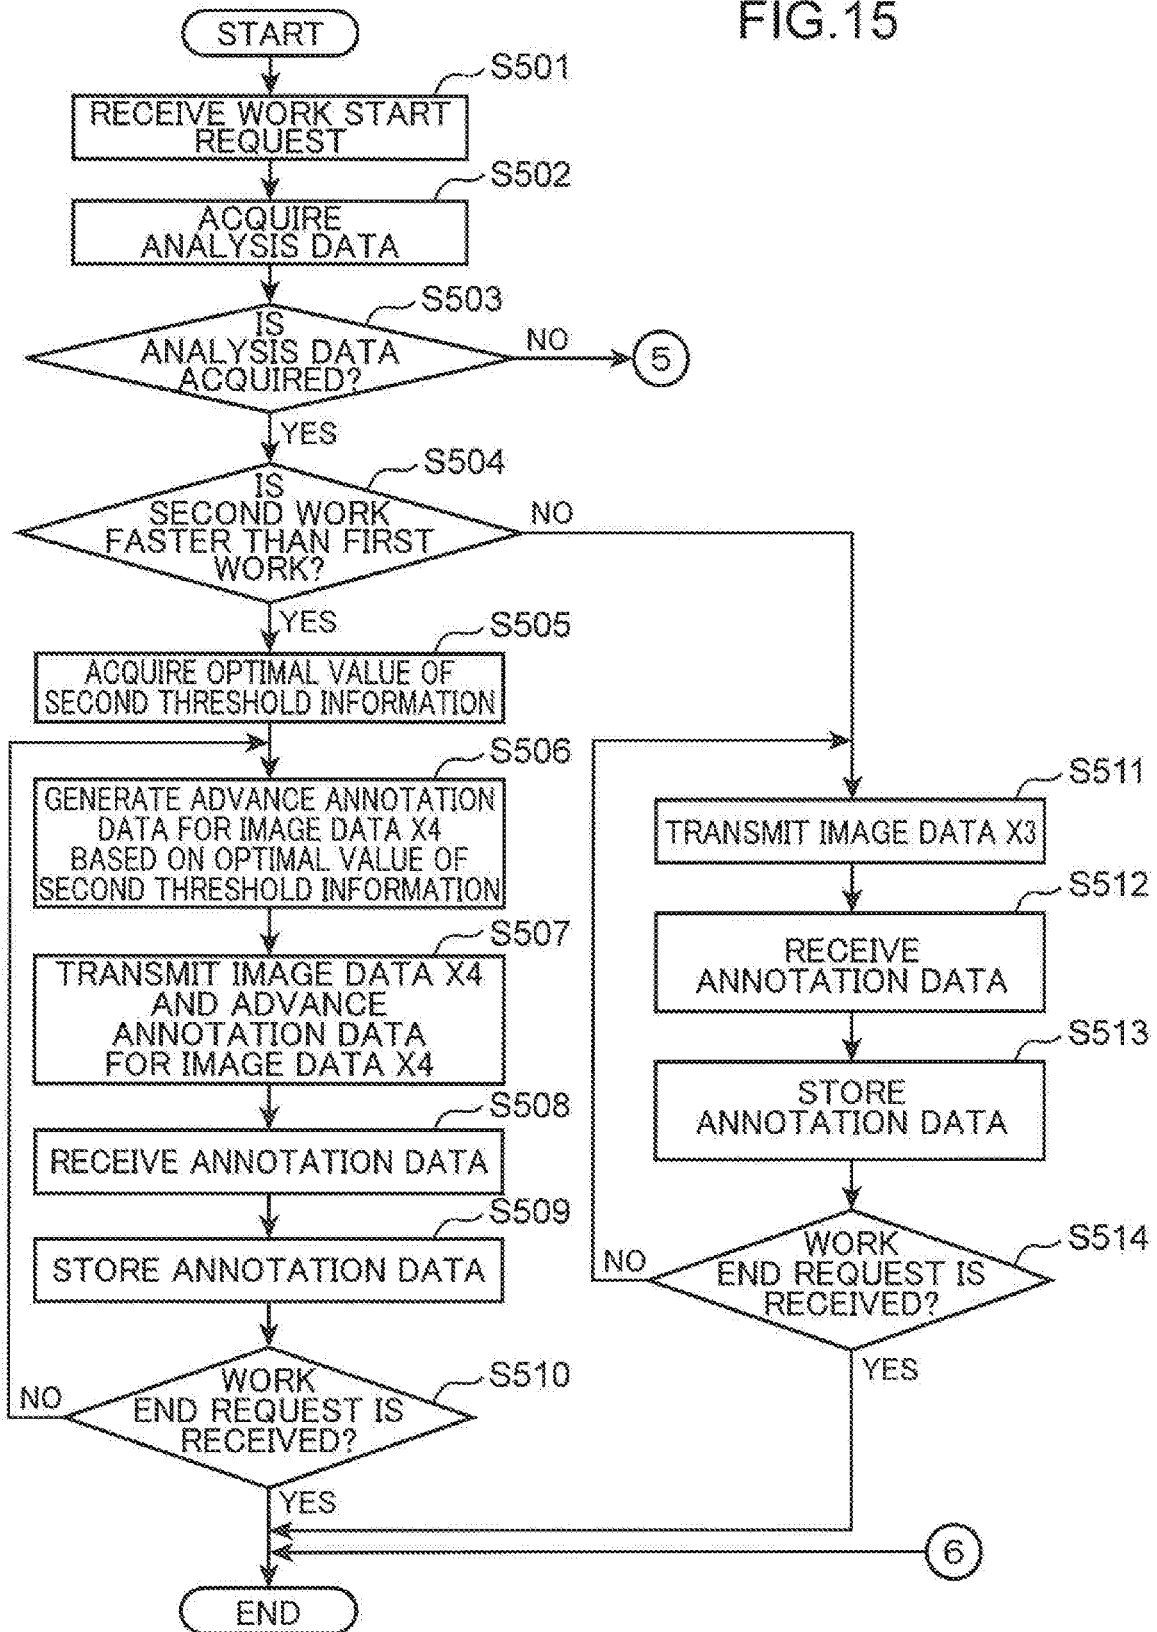 FIG.15
START
S501
RECEIVE WORK START
REQUEST
S502
ACQUIRE
ANALYSIS DATA
S503
IS
ANALYSIS DATA
ACQUIRED?
NO
5
YES
S504
IS
SECOND WORK
FASTER THAN FIRST
WORK?
NO
YES
S505
ACQUIRE OPTIMAL VALUE OF
SECOND THRESHOLD INFORMATION
S506
GENERATE ADVANCE ANNOTATION
DATA FOR IMAGE DATA X4
BASED ON OPTIMAL VALUE OF
SECOND THRESHOLD INFORMATION
S507
TRANSMIT IMAGE DATA X4
AND ADVANCE
ANNOTATION DATA
FOR IMAGE DATA X4
S508
RECEIVE ANNOTATION DATA
S509
STORE ANNOTATION DATA
S510
WORK
END REQUEST IS
RECEIVED?
NO
YES
S511
TRANSMIT IMAGE DATA X3
S512
RECEIVE
ANNOTATION DATA
S513
STORE
ANNOTATION DATA
S514
WORK
END REQUEST IS
RECEIVED?
NO
YES
6
END